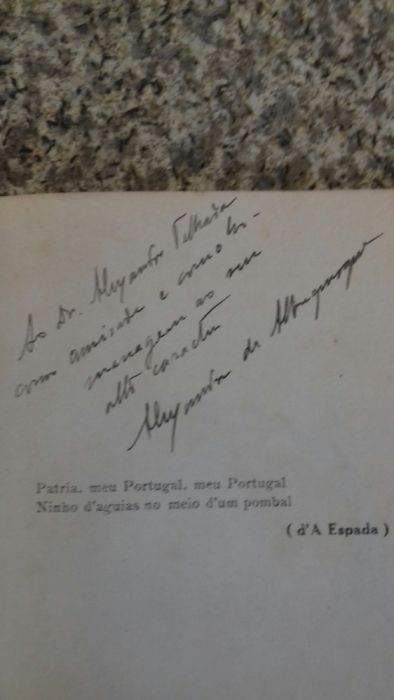 Ao Dr. Alexandre Telhada
como amizade e como ho-
menagem ao seu
alto caracter
Alexandre de Albuquerque
Patria, meu Portugal, meu Portugal
Ninho d'aguias no meio d'um pombal
( d'A Espada )